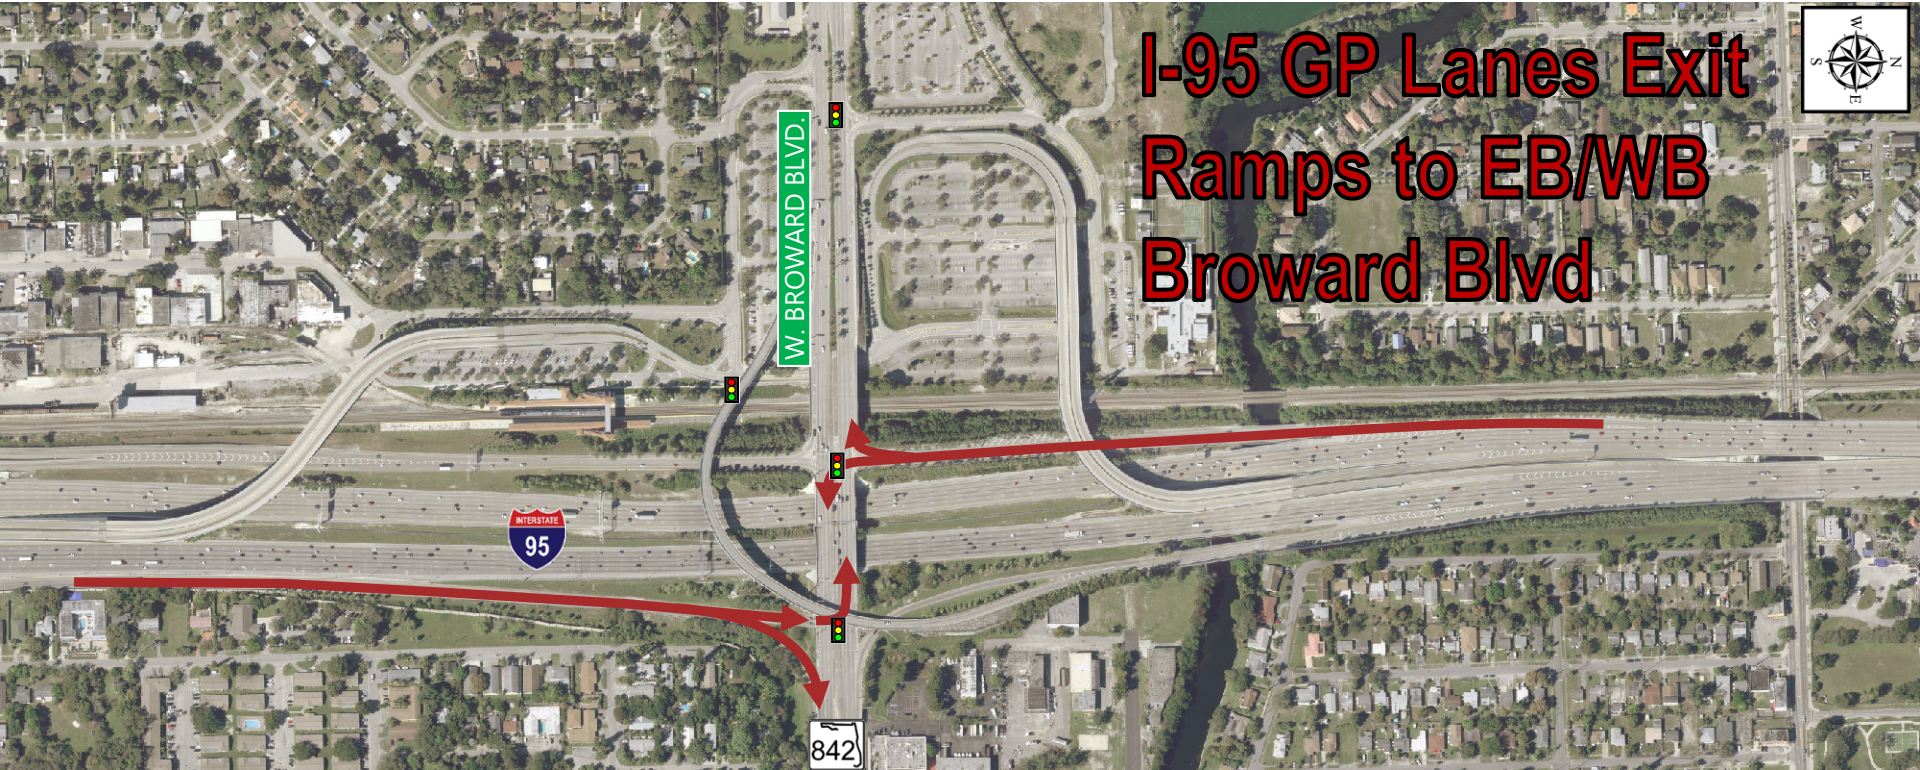 I-95 GP Lanes Exit
Ramps to EB/WB
Broward Blvd
W
S
N
E
W. BROWARD BLVD.
INTERSTATE
95
842